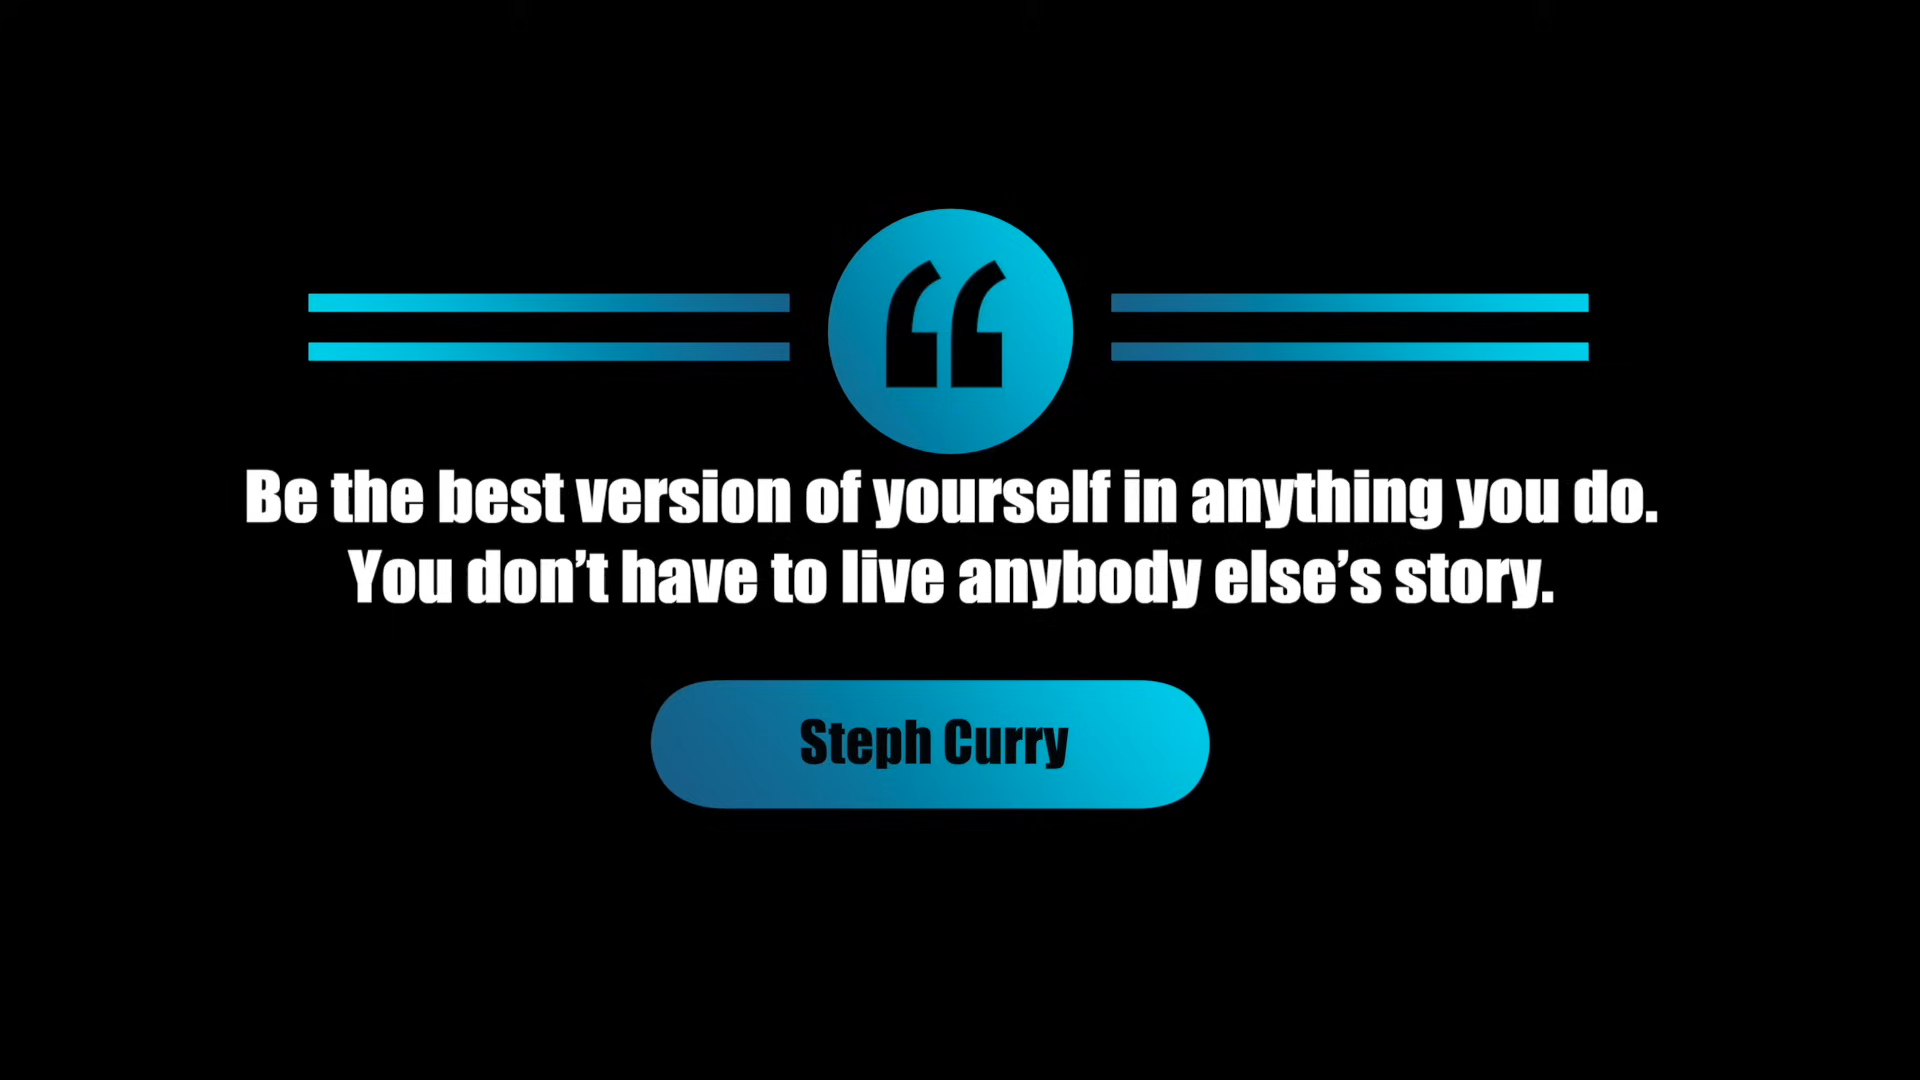 “
Be the best version of yourself in anything you do.
You don’t have to live anybody else’s story.
Steph Curry